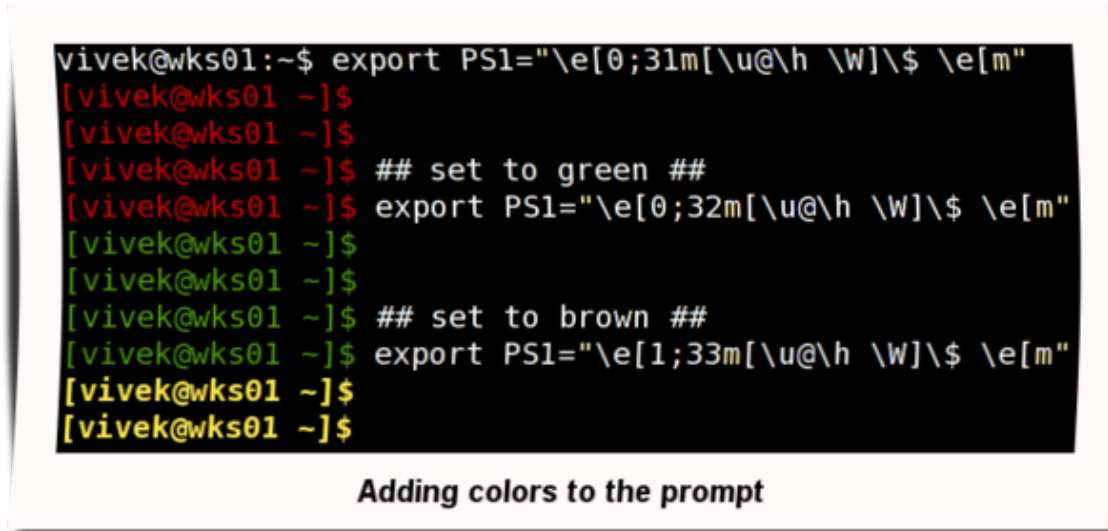 vivek@wks01:~$ export PS1="\e[0;31m[\u@\h \W]\$ \e[m"
[vivek@wks01 ~]$
[vivek@wks01 ~]$
[vivek@wks01 ~]$ ## set to green ##
[vivek@wks01 ~]$ export PS1="\e[0;32m[\u@\h \W]\$ \e[m"
[vivek@wks01 ~]$
[vivek@wks01 ~]$
[vivek@wks01 ~]$ ## set to brown ##
[vivek@wks01 ~]$ export PS1="\e[1;33m[\u@\h \W]\$ \e[m"
[vivek@wks01 ~]$
[vivek@wks01 ~]$
Adding colors to the prompt